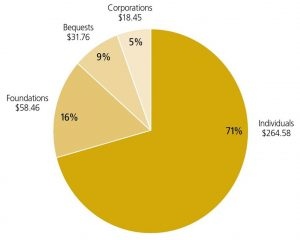 Corporations
$18.45
Bequests
$31.76
5%
9%
Foundations
$58.46
16%
71%
Individuals
$264.58